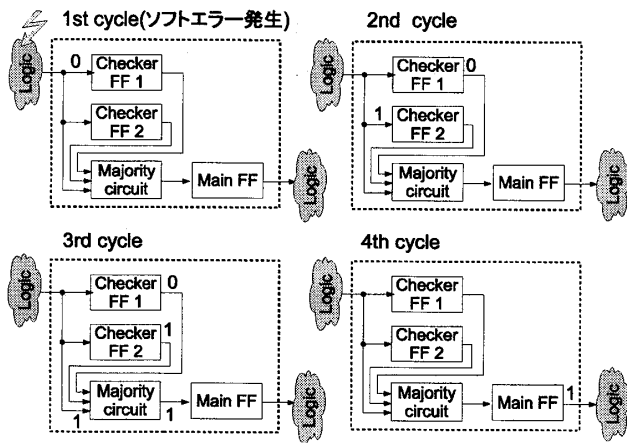 1st cycle(ソフトエラー発生)
Logic
0
Checker
FF 1
Checker
FF 2
Majority
circuit
Main FF
Logic
2nd cycle
Logic
Checker
FF 1
0
1
Checker
FF 2
Majority
circuit
Main FF
Logic
3rd cycle
Logic
Checker
FF 1
0
Checker
FF 2
1
Majority
circuit
1
1
Main FF
Logic
4th cycle
Logic
Checker
FF 1
Checker
FF 2
Majority
circuit
Main FF
1
Logic